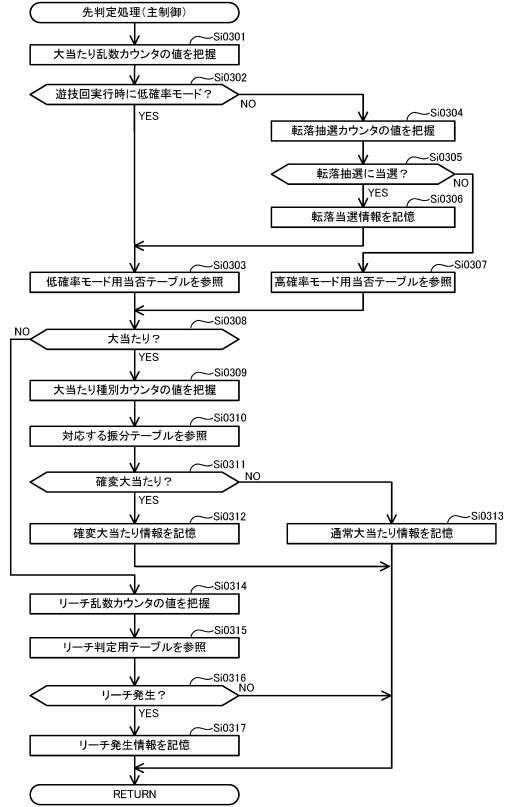 先判定処理(主制御)
Si0301
大当たり乱数カウンタの値を把握
Si0302
遊技回実行時に低確率モード？
NO
YES
Si0304
転落抽選カウンタの値を把握
Si0305
転落抽選に当選？
NO
YES
Si0306
転落当選情報を記憶
Si0303
低確率モード用当否テーブルを参照
Si0307
高確率モード用当否テーブルを参照
Si0308
NO
大当たり？
YES
Si0309
大当たり種別カウンタの値を把握
Si0310
対応する振分テーブルを参照
Si0311
確変大当たり？
NO
YES
Si0312
確変大当たり情報を記憶
Si0313
通常大当たり情報を記憶
Si0314
リーチ乱数カウンタの値を把握
Si0315
リーチ判定用テーブルを参照
Si0316
リーチ発生？
NO
YES
Si0317
リーチ発生情報を記憶
RETURN